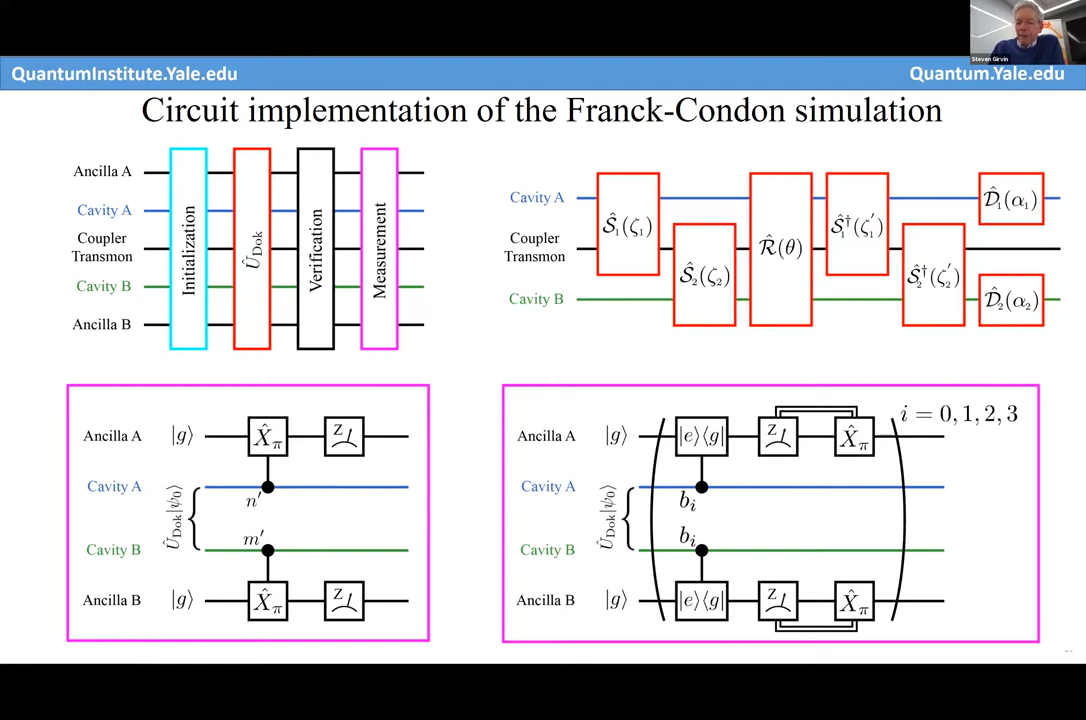 Steven Girvin
QuantumInstitute.Yale.edu
Quantum.Yale.edu
Circuit implementation of the Franck-Condon simulation
Ancilla A
Cavity A
Coupler
Transmon
Cavity B
Ancilla B
Initialization
Û_Dok
Verification
Measurement
Cavity A
Coupler
Transmon
Cavity B
Ŝ₁(ζ₁)
Ŝ₂(ζ₂)
R̂(θ)
Ŝ₁†(ζ₁′)
Ŝ₂†(ζ₂′)
D̂₁(α₁)
D̂₂(α₂)
Ancilla A |g⟩ X̂_π Z
Cavity A n′
Û_Dok|ψ₀⟩
Cavity B m′
Ancilla B |g⟩ X̂_π Z
i = 0, 1, 2, 3
Ancilla A |g⟩ |e⟩⟨g| Z X̂_π
Cavity A b_i
Û_Dok|ψ₀⟩
Cavity B b_i
Ancilla B |g⟩ |e⟩⟨g| Z X̂_π